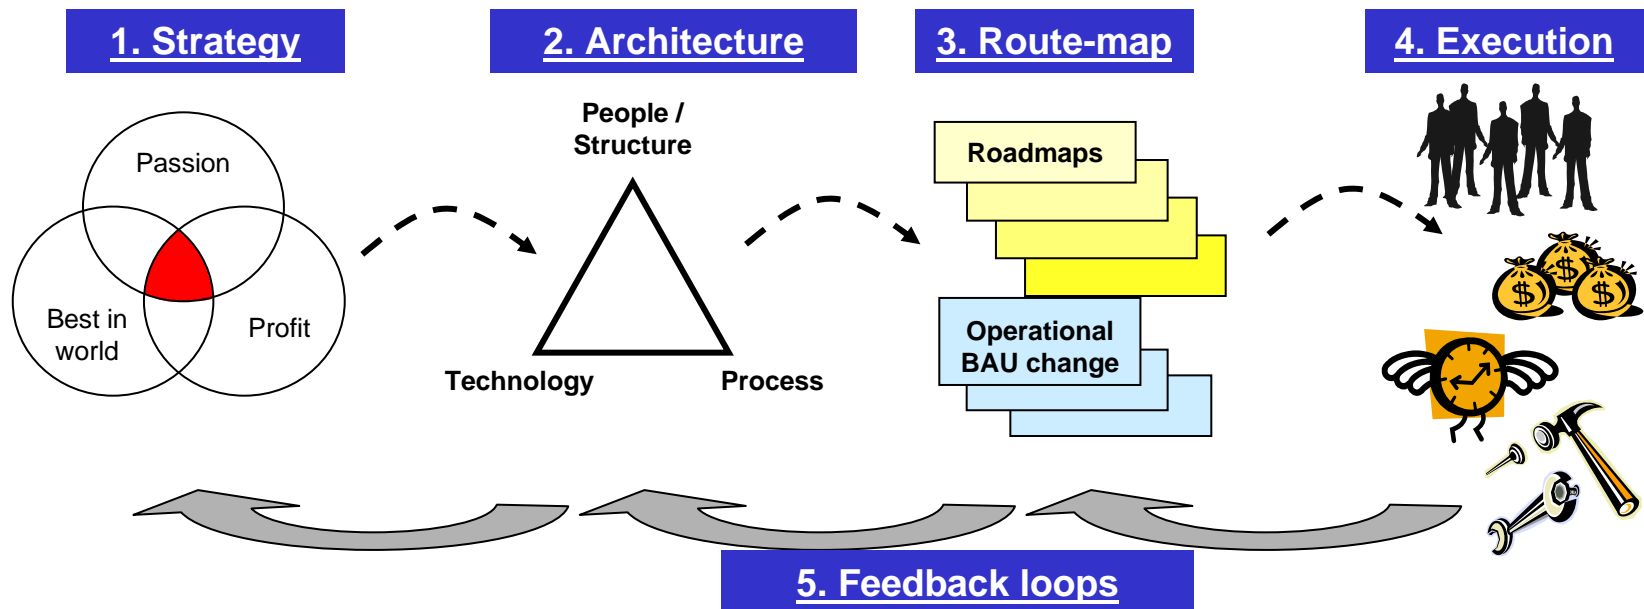 1. Strategy
2. Architecture
3. Route-map
4. Execution
Passion
Best in
world
Profit
People /
Structure
Technology
Process
Roadmaps
Operational
BAU change
$
$
$
5. Feedback loops